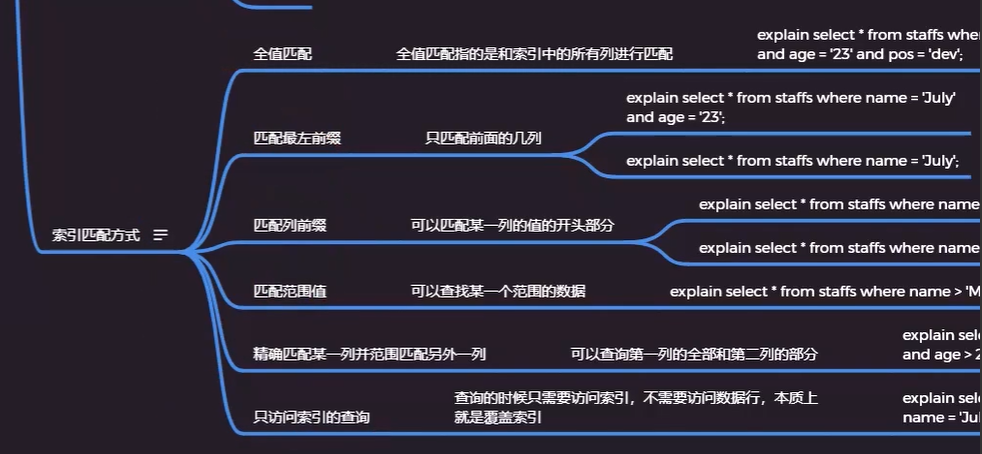 explain select * from staffs
全值匹配
全值匹配指的是和索引中的所有列进行匹配
and age = '23' and pos = 'dev';
explain select * from staffs where name = 'July'
and age = '23';
匹配最左前缀
只匹配前面的几列
explain select * from staffs where name = 'July';
explain select * from staffs where name
匹配列前缀
可以匹配某一列的值的开头部分
索引匹配方式
explain select * from staffs where name
匹配范围值
可以查找某一个范围的数据
explain select * from staffs where name > 'M
explain
精确匹配某一列并范围匹配另外一列
可以查询第一列的全部和第二列的部分
and age >
查询的时候只需要访问索引，不需要访问数据行，本质上
就是覆盖索引
explain
只访问索引的查询
name =